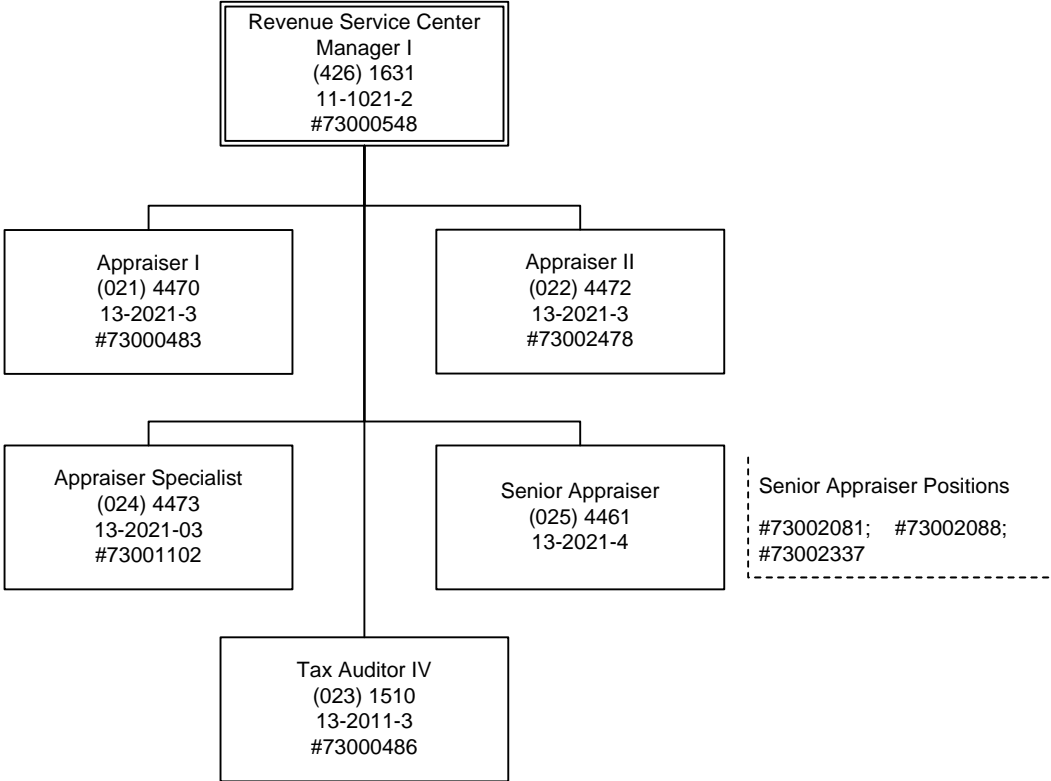 Revenue Service Center
Manager I
(426) 1631
11-1021-2
#73000548
Appraiser I
(021) 4470
13-2021-3
#73000483
Appraiser II
(022) 4472
13-2021-3
#73002478
Appraiser Specialist
(024) 4473
13-2021-03
#73001102
Senior Appraiser
(025) 4461
13-2021-4
Senior Appraiser Positions
#73002081; #73002088;
#73002337
Tax Auditor IV
(023) 1510
13-2011-3
#73000486